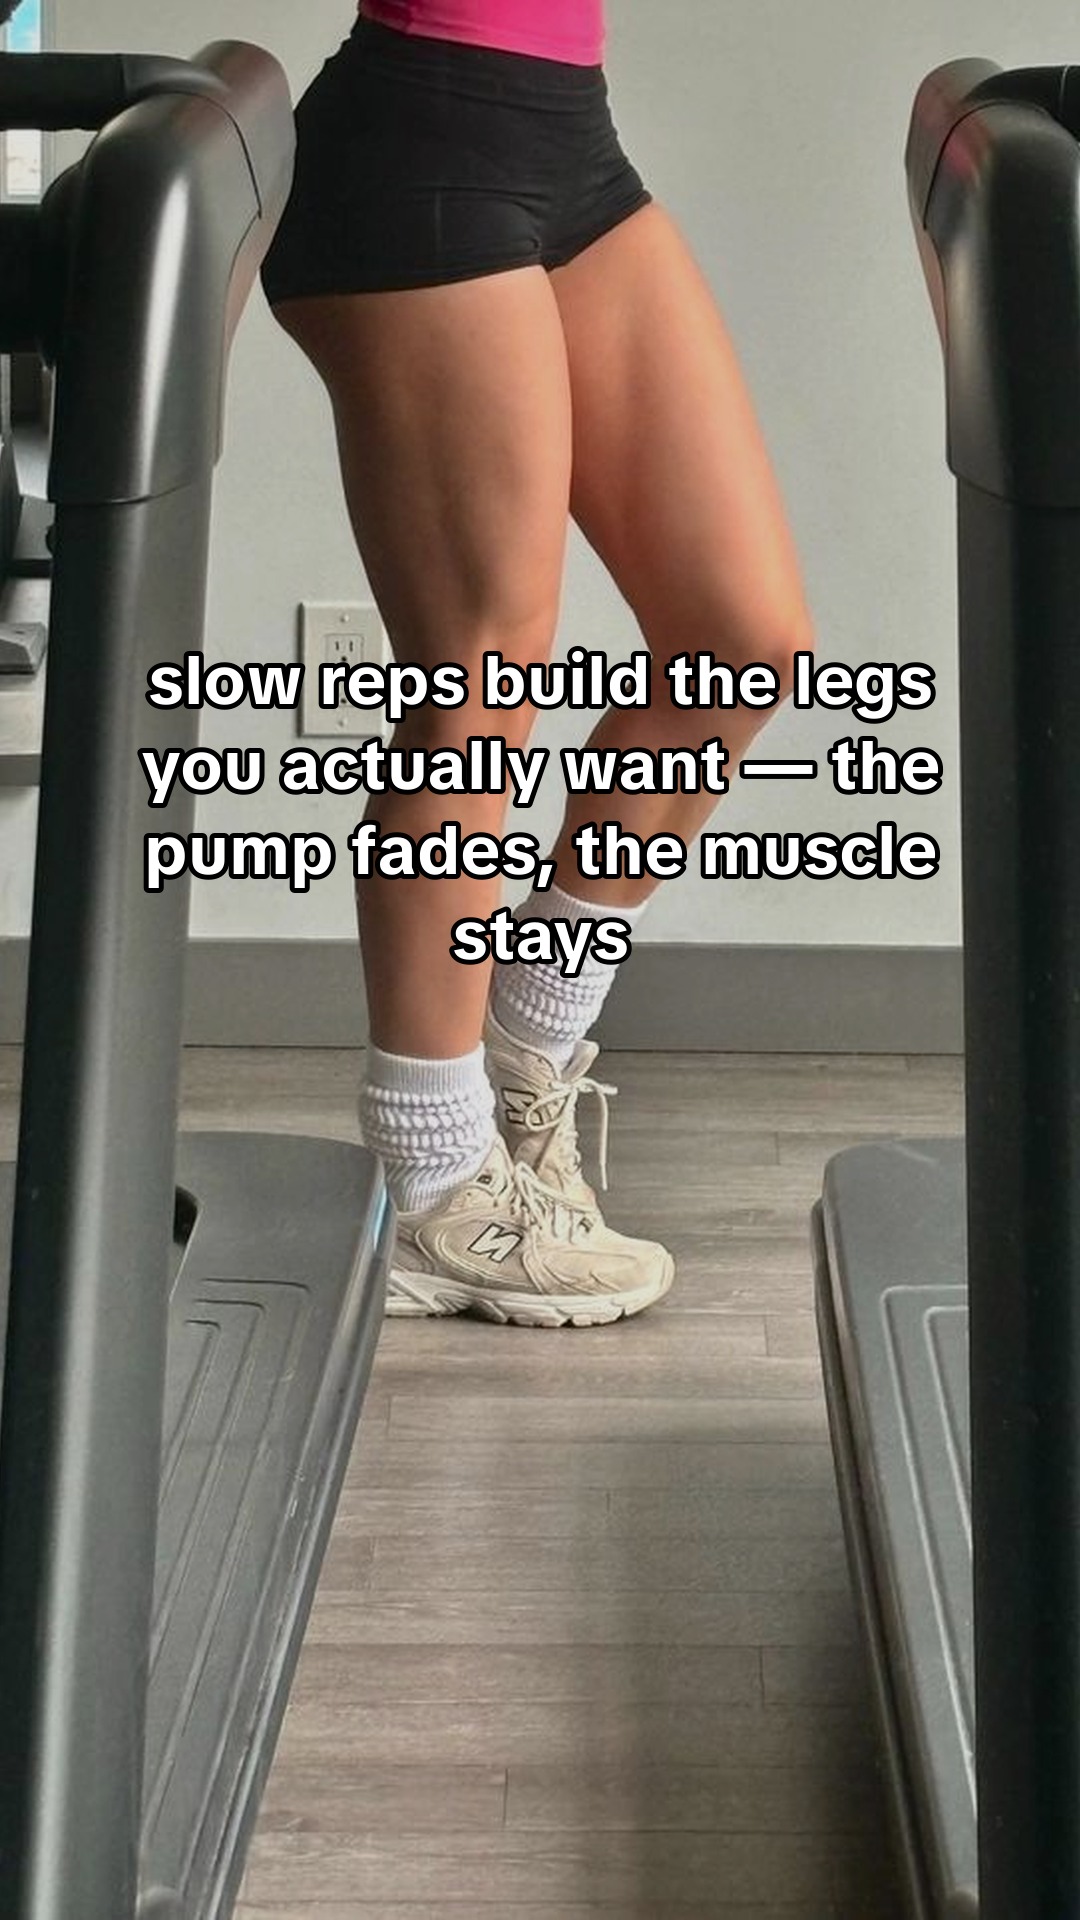 slow reps build the legs
you actually want — the
pump fades, the muscle
stays
N
N